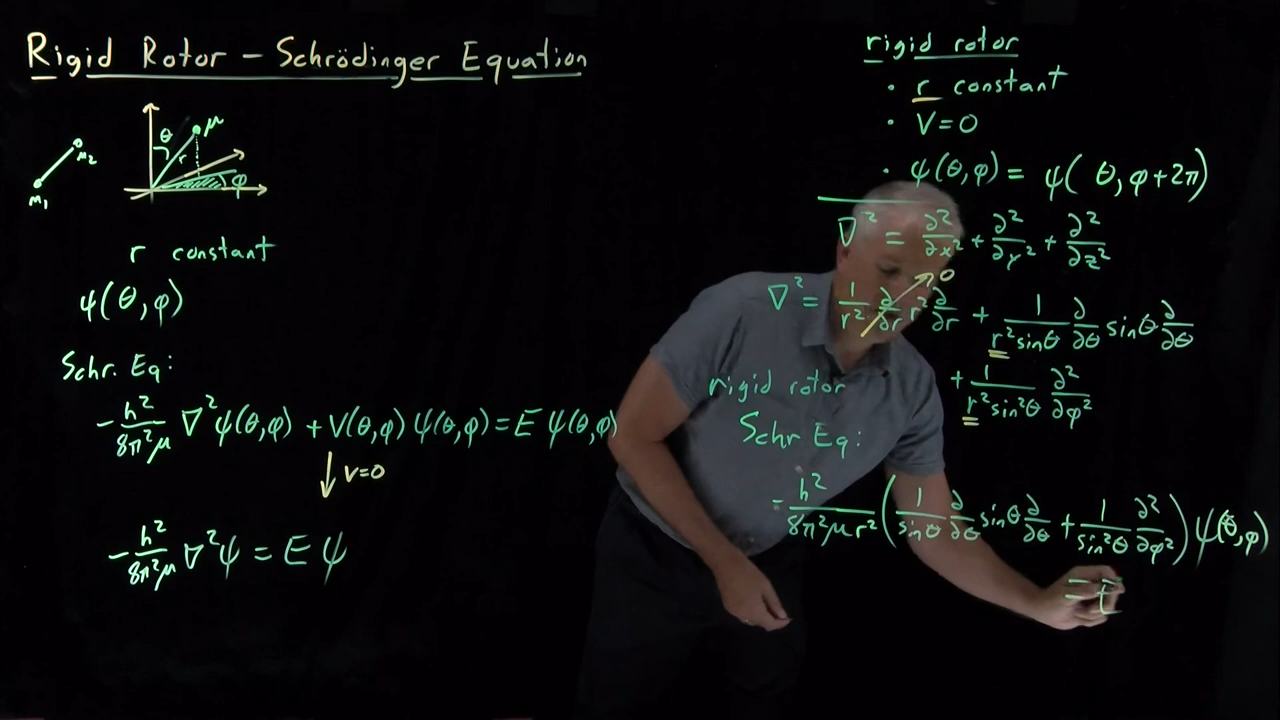 Rigid Rotor – Schrödinger Equation
θ μ
r
φ
m₂
m₁
r constant
ψ(θ,φ)
Schr. Eq:
-h²/8π²μ ∇²ψ(θ,φ) + V(θ,φ) ψ(θ,φ) = E ψ(θ,φ)
↓ V=0
-h²/8π²μ ∇²ψ = E ψ
rigid rotor
• r constant
• V=0
• ψ(θ,φ) = ψ( θ, φ+2π)
∇² = ∂²/∂x² + ∂²/∂y² + ∂²/∂z²
∇² = 1/r² ∂/∂r r² ∂/∂r + 1/r²sinθ ∂/∂θ sinθ ∂/∂θ
0
+ 1/r²sin²θ ∂²/∂φ²
rigid rotor
Schr Eq:
-h²/8π²μr² (1/sinθ ∂/∂θ sinθ ∂/∂θ + 1/sin²θ ∂²/∂φ²) ψ(θ,φ)
= E